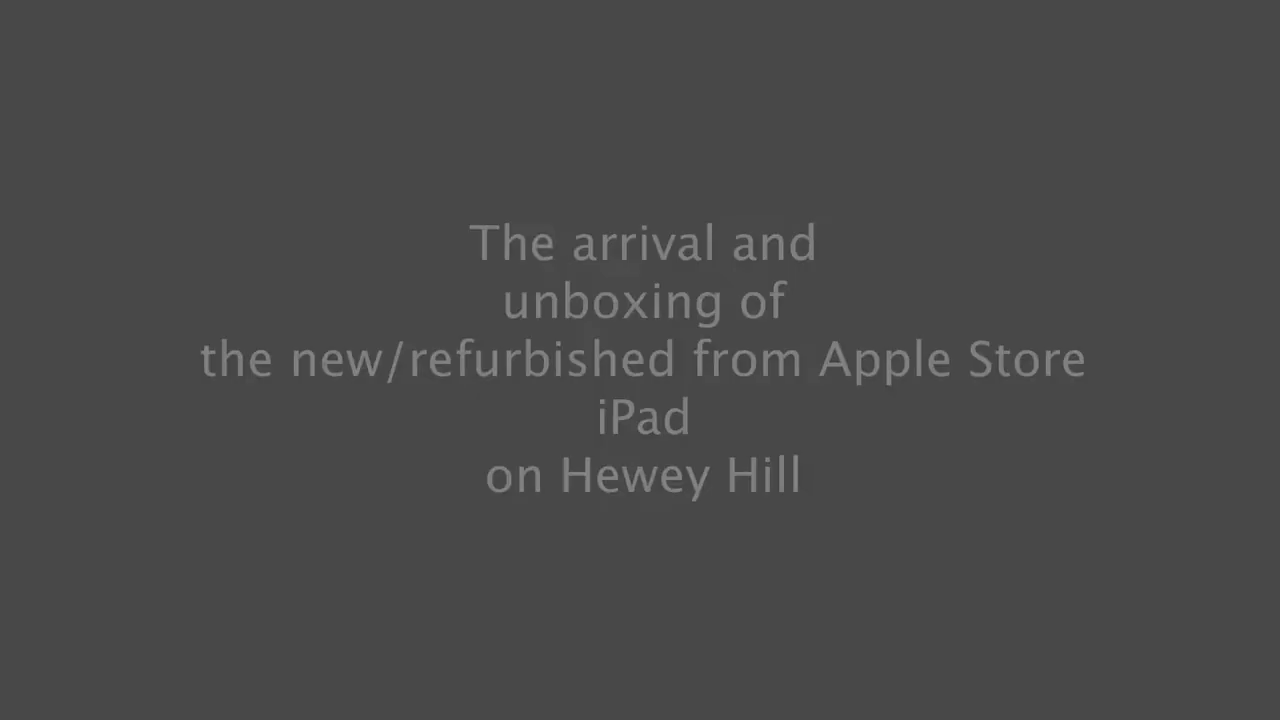 The arrival and
unboxing of
the new/refurbished from Apple Store
iPad
on Hewey Hill